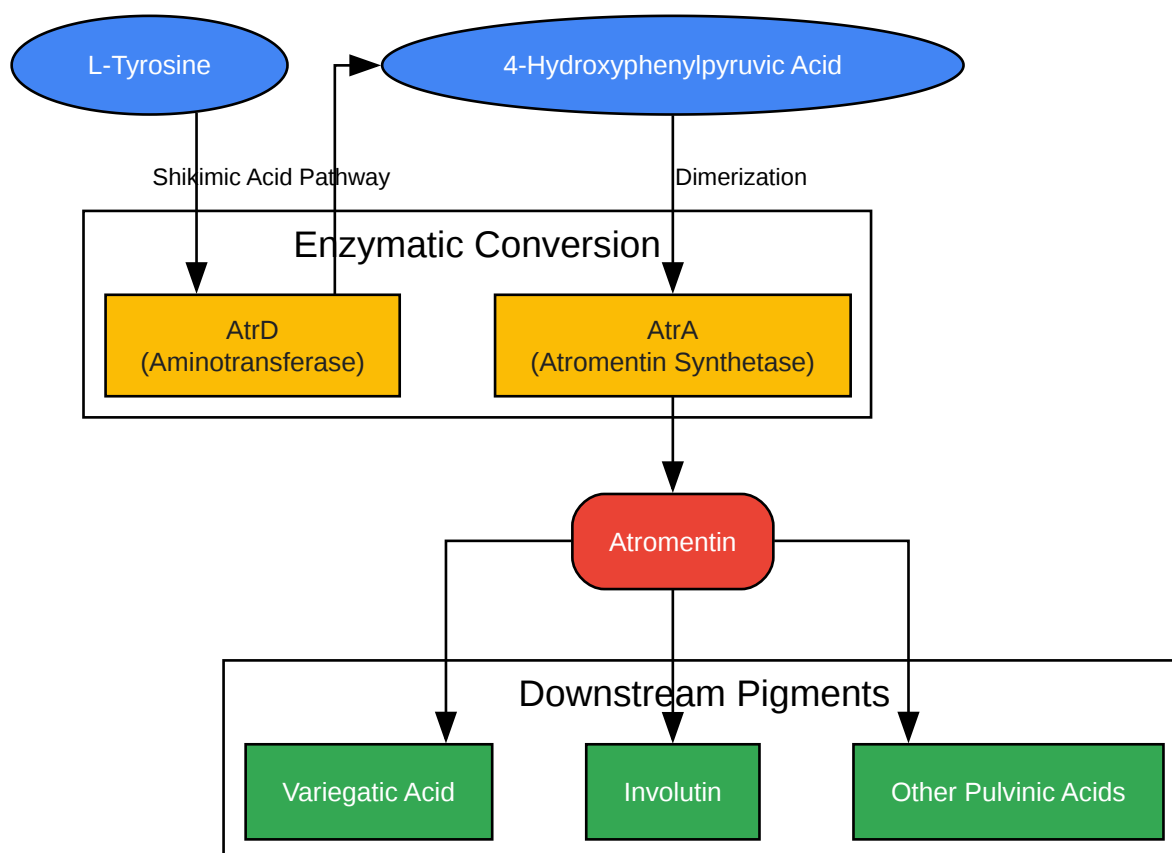 L-Tyrosine
4-Hydroxyphenylpyruvic Acid
Shikimic Acid Pathway
Dimerization
Enzymatic Conversion
AtrD
(Aminotransferase)
AtrA
(Atromentin Synthetase)
Atromentin
Downstream Pigments
Variegatic Acid
Involutin
Other Pulvinic Acids